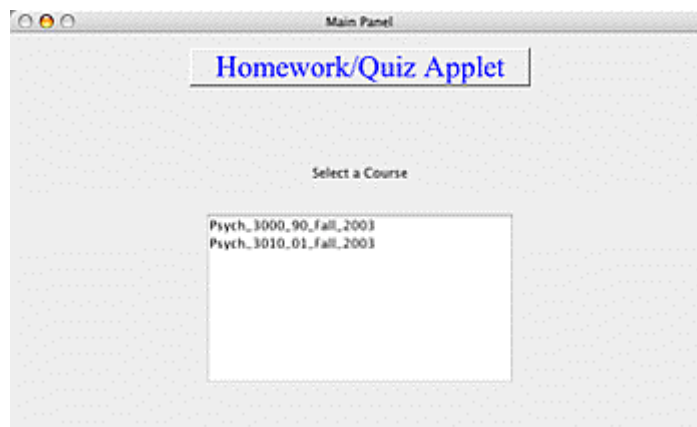 Main Panel
Homework/Quiz Applet
Select a Course
Psych_3000_90_Fall_2003
Psych_3010_01_Fall_2003